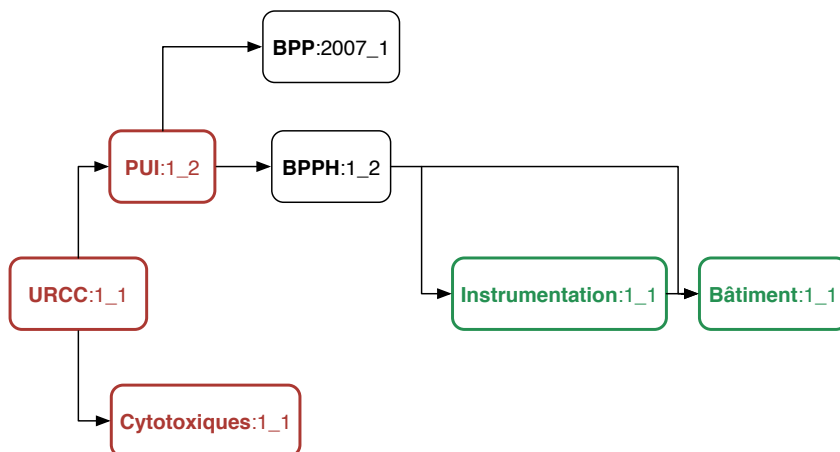 BPP:2007_1
PUI:1_2
BPPH:1_2
URCC:1_1
Instrumentation:1_1
Bâtiment:1_1
Cytotoxiques:1_1